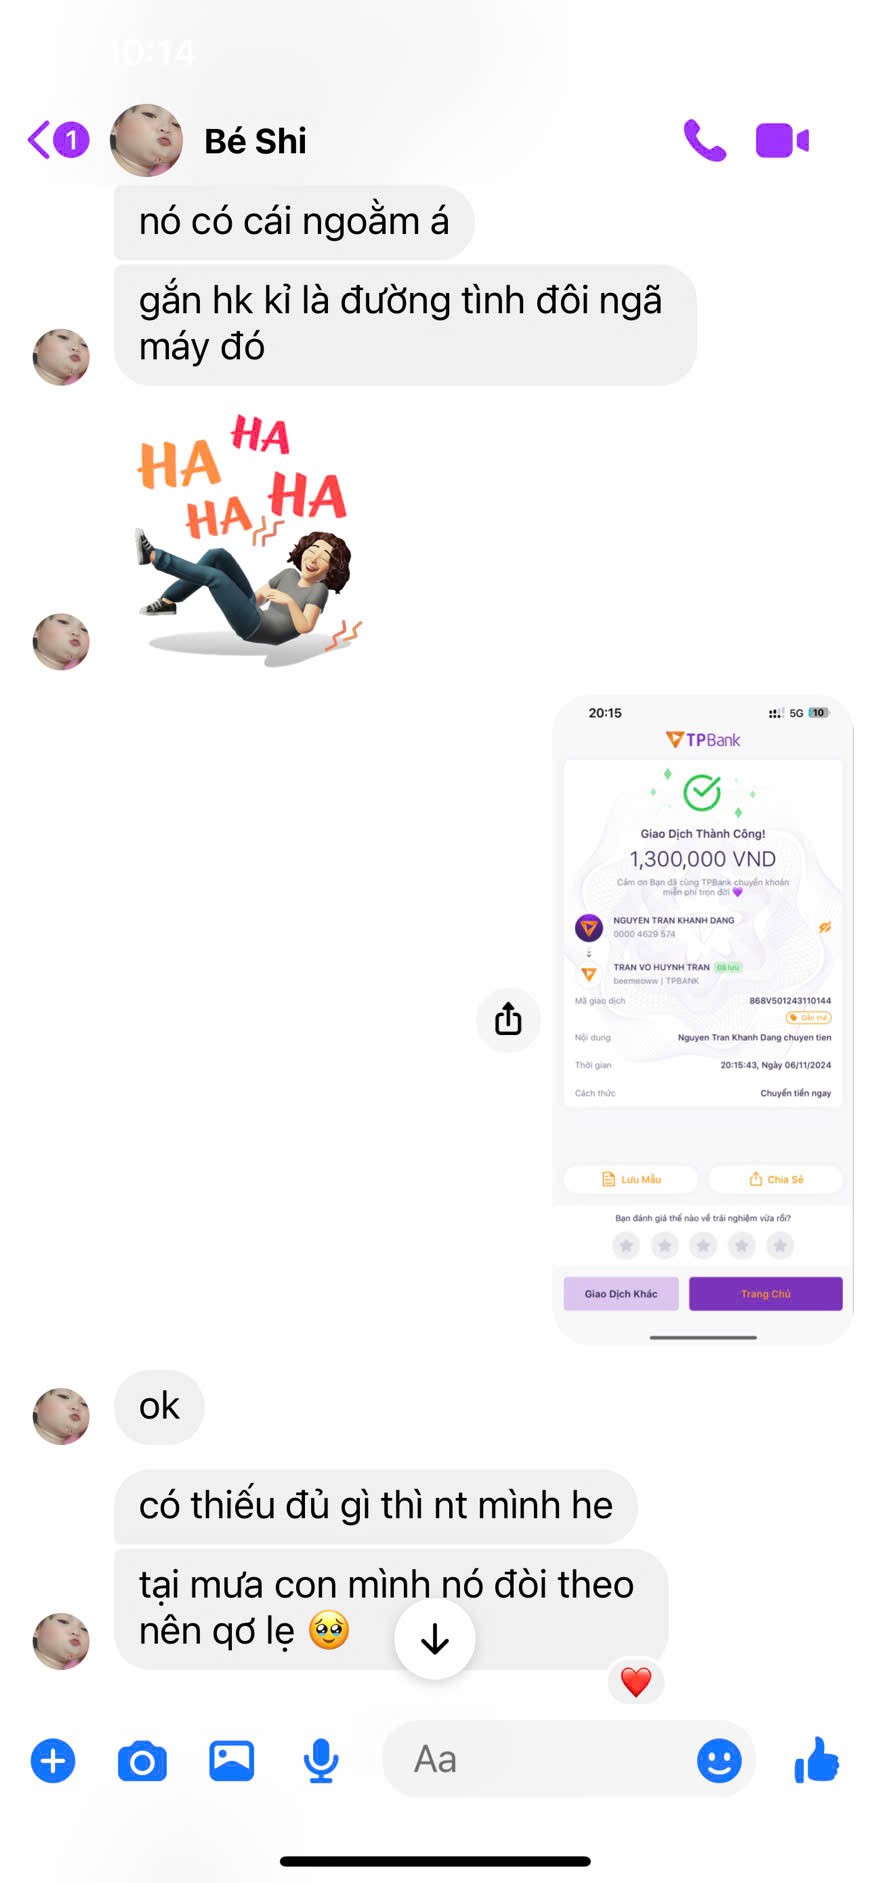 10:14
1
Bé Shi
nó có cái ngoằm á
gắn hk kỉ là đường tình đôi ngã
máy đó
HA
HA
HA
HA
20:15
5G
10
TPBank
Giao Dịch Thành Công!
1,300,000 VND
Cảm ơn Bạn đã cùng TPBank chuyển khoản
miễn phí trọn đời
NGUYEN TRAN KHANH DANG
0000 4629 574
TRAN VO HUYNH TRAN Đã lưu
beemeoww | TPBANK
Mã giao dịch 868V501243110144
Gắn thẻ
Nội dung Nguyen Tran Khanh Dang chuyen tien
Thời gian 20:15:43, Ngày 06/11/2024
Cách thức Chuyển tiền ngay
Lưu Mẫu Chia Sẻ
Bạn đánh giá thế nào về trải nghiệm vừa rồi?
Giao Dịch Khác Trang Chủ
ok
có thiếu đủ gì thì nt mình he
tại mưa con mình nó đòi theo
nên qơ lẹ 🥹
❤️
Aa